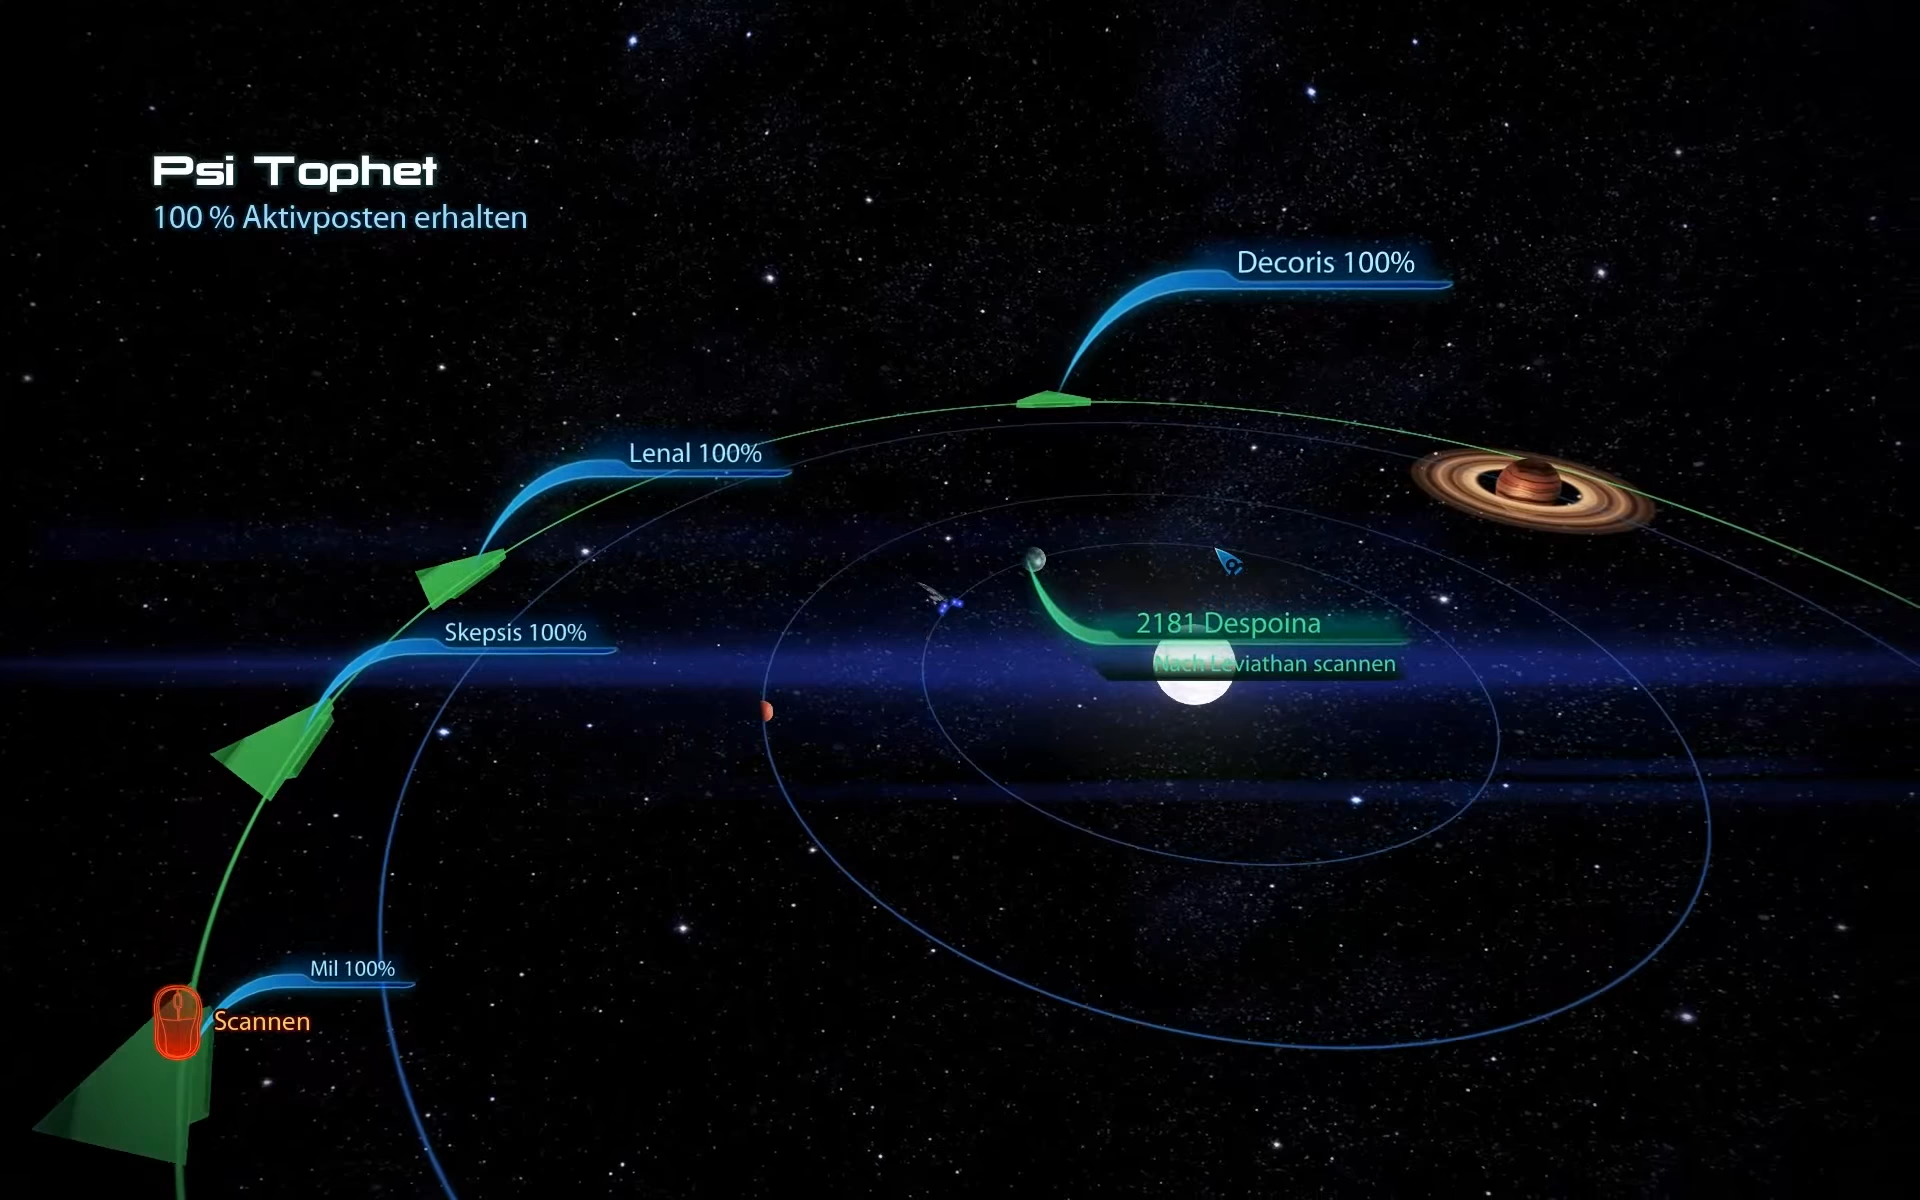 Psi Tophet
100 % Aktivposten erhalten
Decoris 100%
Lenal 100%
Skepsis 100%
2181 Despoina
Nach Leviathan scannen
Mil 100%
Scannen